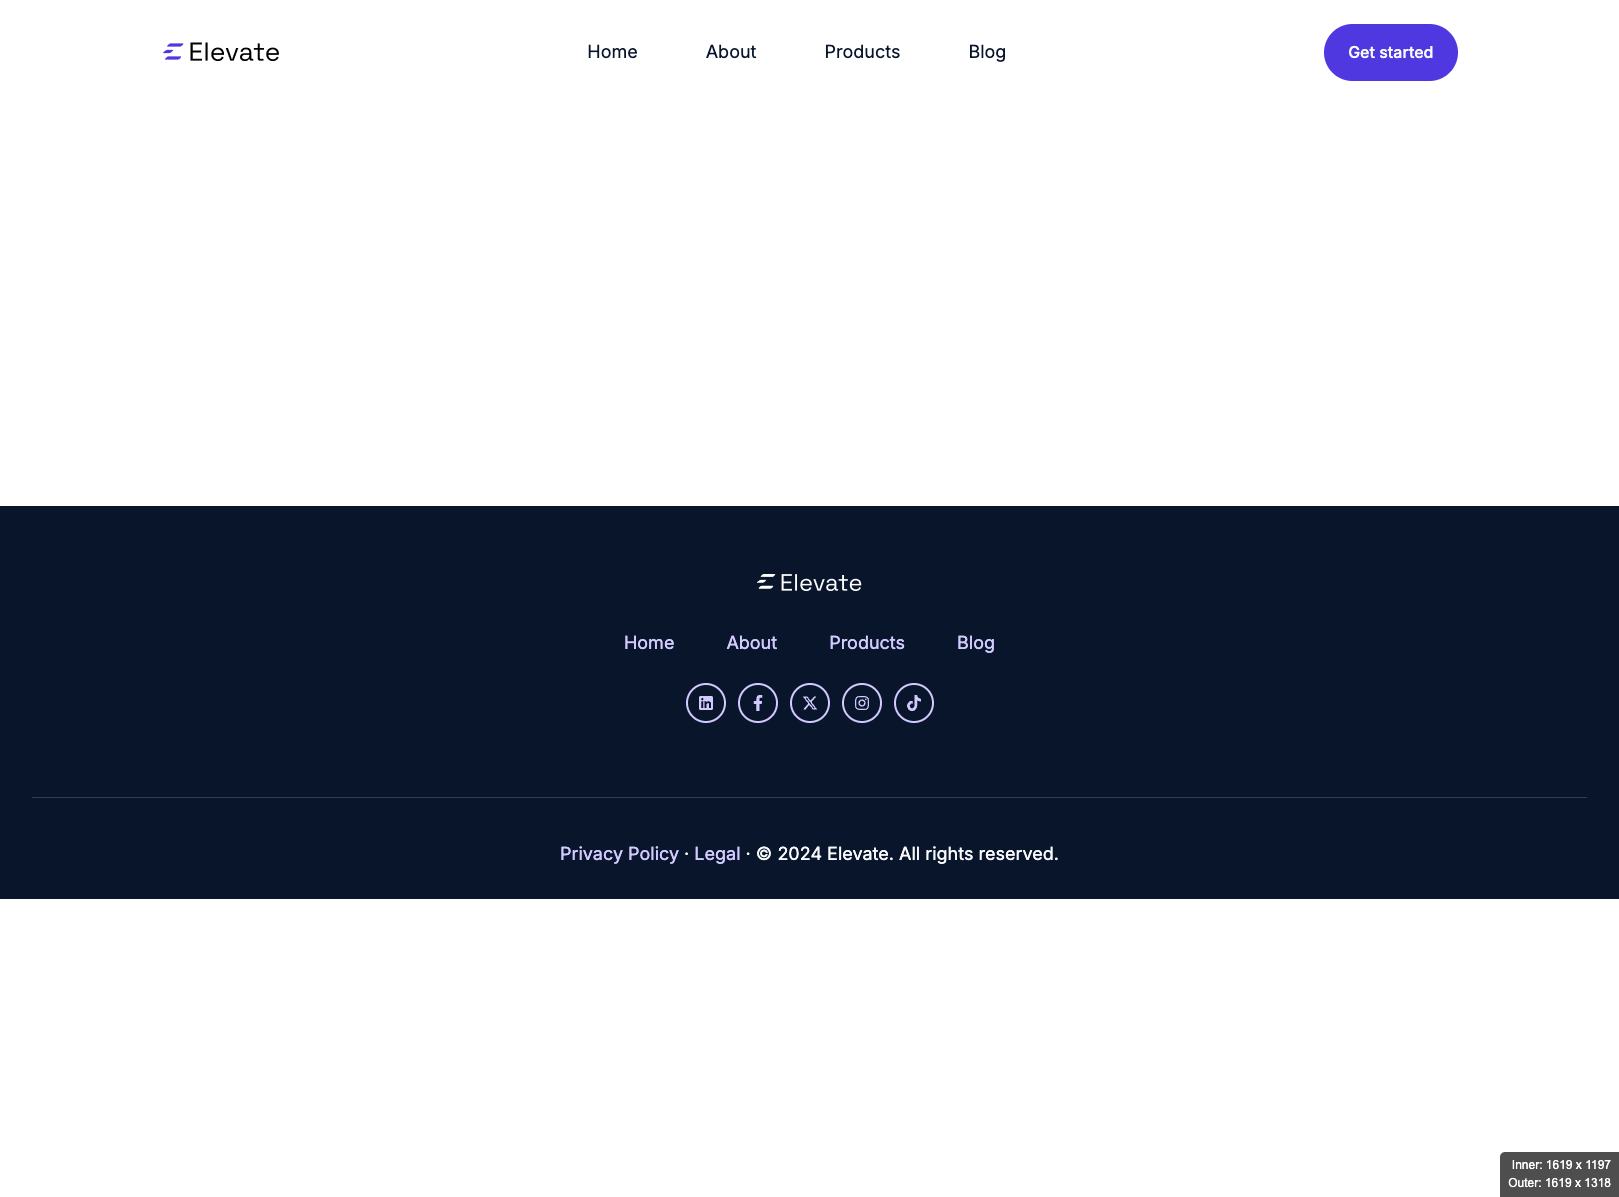 Elevate
Home About Products Blog
Get started
Elevate
Home About Products Blog
Privacy Policy · Legal · © 2024 Elevate. All rights reserved.
Inner: 1619 x 1197
Outer: 1619 x 1318